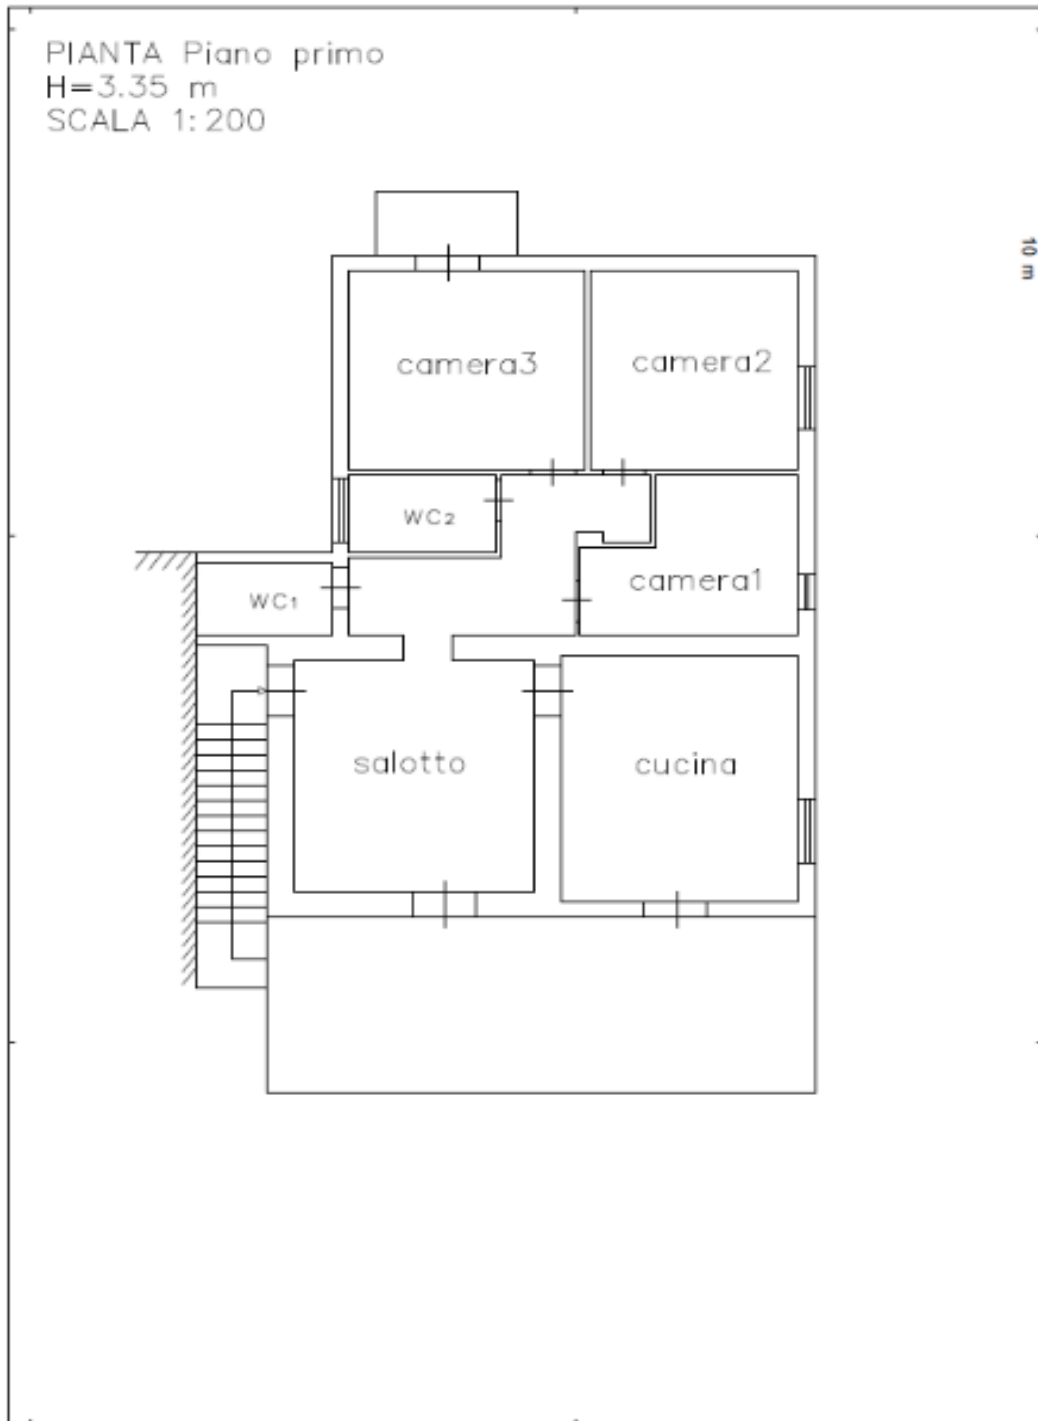 PIANTA Piano primo
H=3.35 m
SCALA 1:200
10 m
camera3
camera2
WC2
camera1
WC1
salotto
cucina